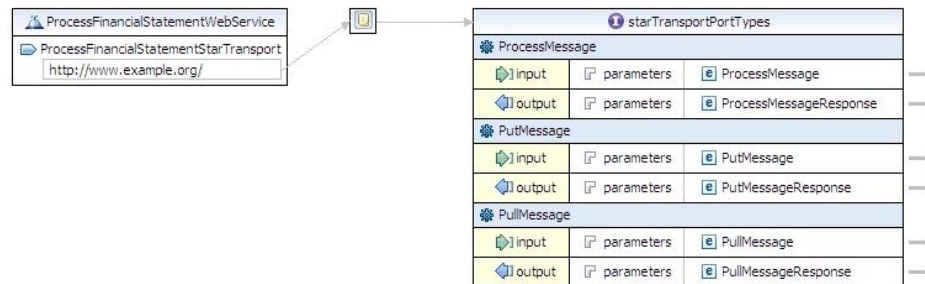 ProcessFinancialStatementWebService
ProcessFinancialStatementStarTransport
http://www.example.org/
starTransportPortTypes
ProcessMessage
input parameters e ProcessMessage
output parameters e ProcessMessageResponse
PutMessage
input parameters e PutMessage
output parameters e PutMessageResponse
PullMessage
input parameters e PullMessage
output parameters e PullMessageResponse